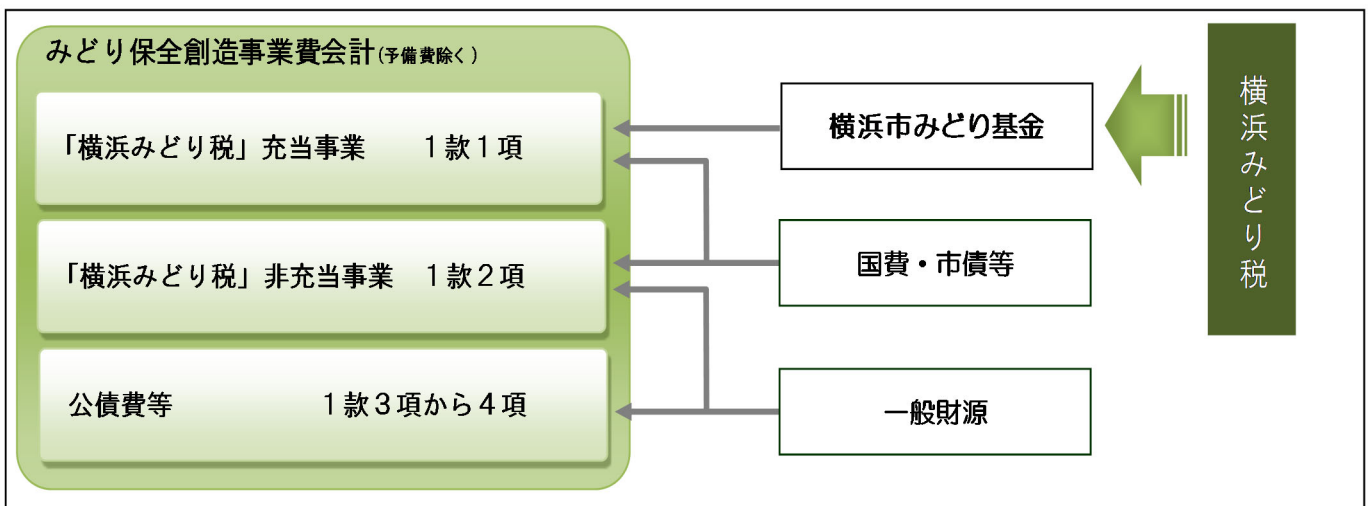 みどり保全創造事業費会計(予備費除く)
「横浜みどり税」充当事業　１款１項
「横浜みどり税」非充当事業　１款２項
公債費等　１款３項から４項
横浜市みどり基金
国費・市債等
一般財源
横浜みどり税